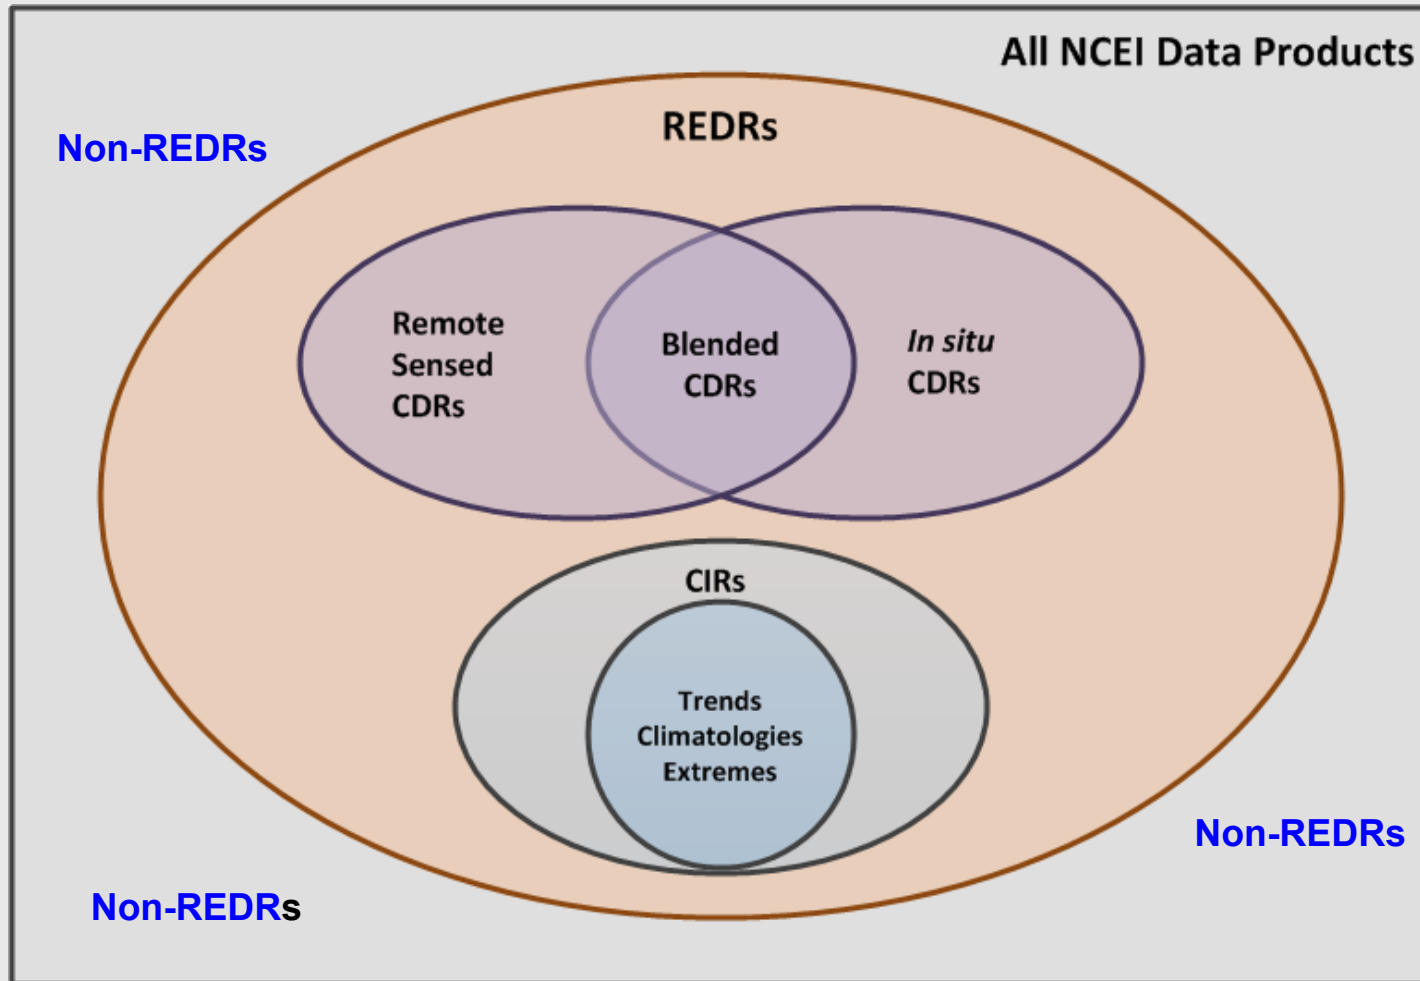 All NCEI Data Products
REDRs
Non-REDRs
Remote
Sensed
CDRs
Blended
CDRs
In situ
CDRs
CIRs
Trends
Climatologies
Extremes
Non-REDRs
Non-REDRs